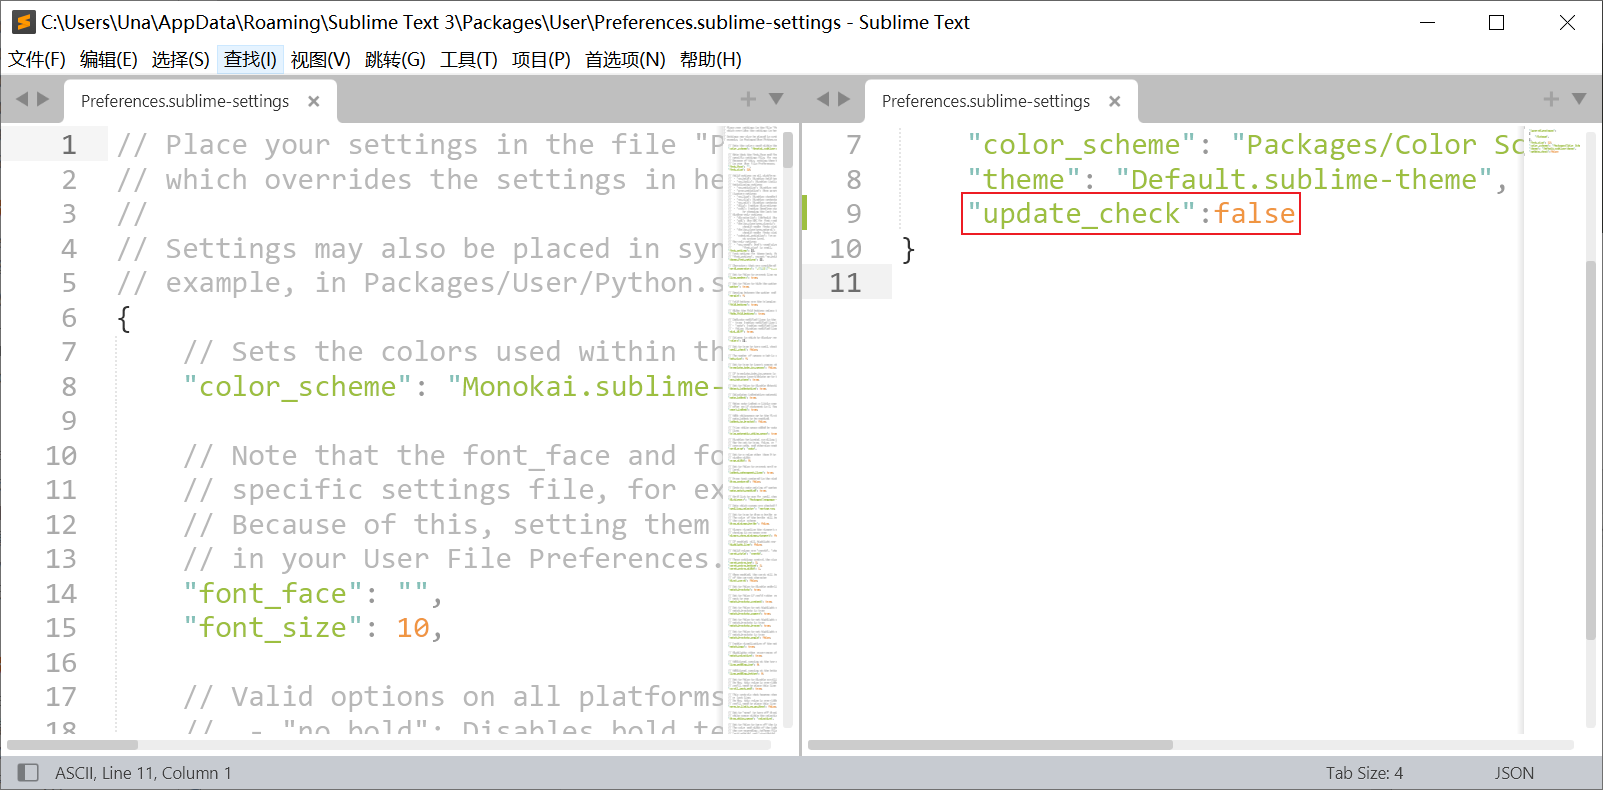 C:\Users\Una\AppData\Roaming\Sublime Text 3\Packages\User\Preferences.sublime-settings - Sublime Text
文件(F) 编辑(E) 选择(S) 查找(I) 视图(V) 跳转(G) 工具(T) 项目(P) 首选项(N) 帮助(H)
Preferences.sublime-settings
1 // Place your settings in the file "P
2 // which overrides the settings in he
3 //
4 // Settings may also be placed in syn
5 // example, in Packages/User/Python.s
6 {
7 // Sets the colors used within th
8 "color_scheme": "Monokai.sublime-
9
10 // Note that the font_face and fo
11 // specific settings file, for ex
12 // Because of this, setting them
13 // in your User File Preferences.
14 "font_face": "",
15 "font_size": 10,
16
17 // Valid options on all platforms
18 // - "no_bold": Disables bold te
Preferences.sublime-settings
7 "color_scheme": "Packages/Color Sc
8 "theme": "Default.sublime-theme",
9 "update_check":false
10 }
11
ASCII, Line 11, Column 1
Tab Size: 4
JSON